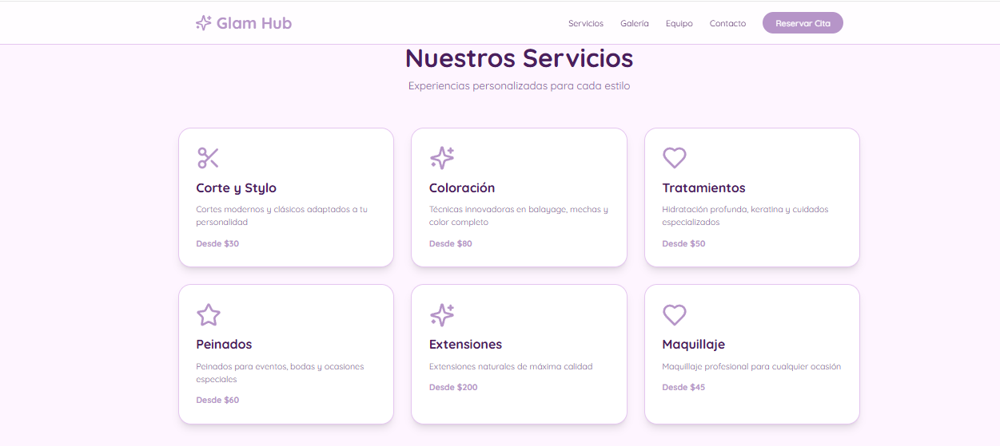 Glam Hub
Servicios
Galería
Equipo
Contacto
Reservar Cita
Nuestros Servicios
Experiencias personalizadas para cada estilo
Corte y Stylo
Cortes modernos y clásicos adaptados a tu
personalidad
Desde $30
Coloración
Técnicas innovadoras en balayage, mechas y
color completo
Desde $80
Tratamientos
Hidratación profunda, keratina y cuidados
especializados
Desde $50
Peinados
Peinados para eventos, bodas y ocasiones
especiales
Desde $60
Extensiones
Extensiones naturales de máxima calidad
Desde $200
Maquillaje
Maquillaje profesional para cualquier ocasión
Desde $45